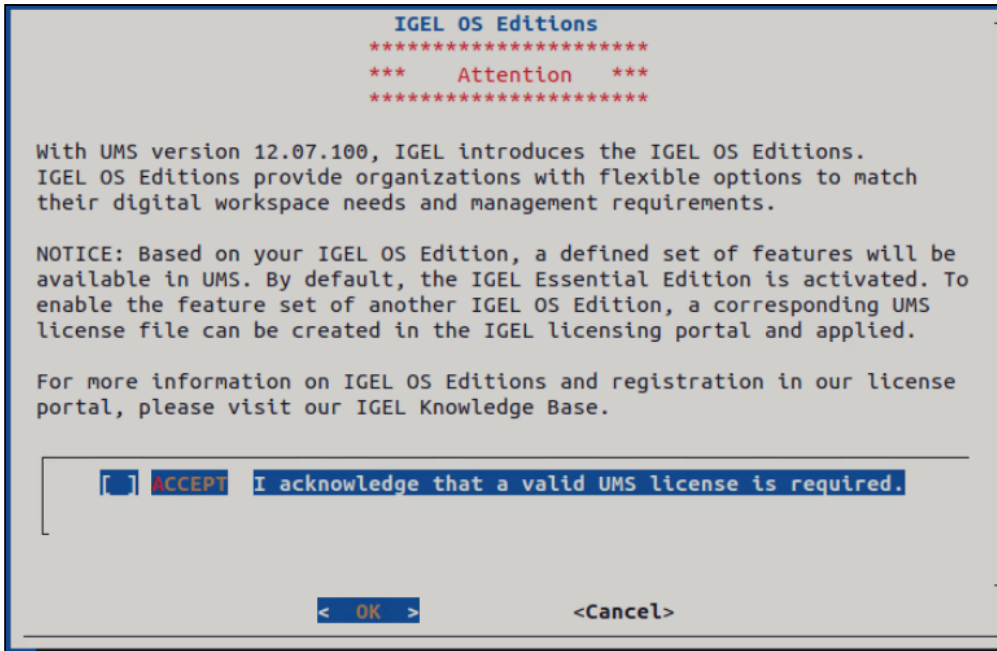 IGEL OS Editions
**********************
*** Attention ***
**********************
With UMS version 12.07.100, IGEL introduces the IGEL OS Editions.
IGEL OS Editions provide organizations with flexible options to match
their digital workspace needs and management requirements.
NOTICE: Based on your IGEL OS Edition, a defined set of features will be
available in UMS. By default, the IGEL Essential Edition is activated. To
enable the feature set of another IGEL OS Edition, a corresponding UMS
license file can be created in the IGEL licensing portal and applied.
For more information on IGEL OS Editions and registration in our license
portal, please visit our IGEL Knowledge Base.
[ ] ACCEPT I acknowledge that a valid UMS license is required.
< OK > <Cancel>